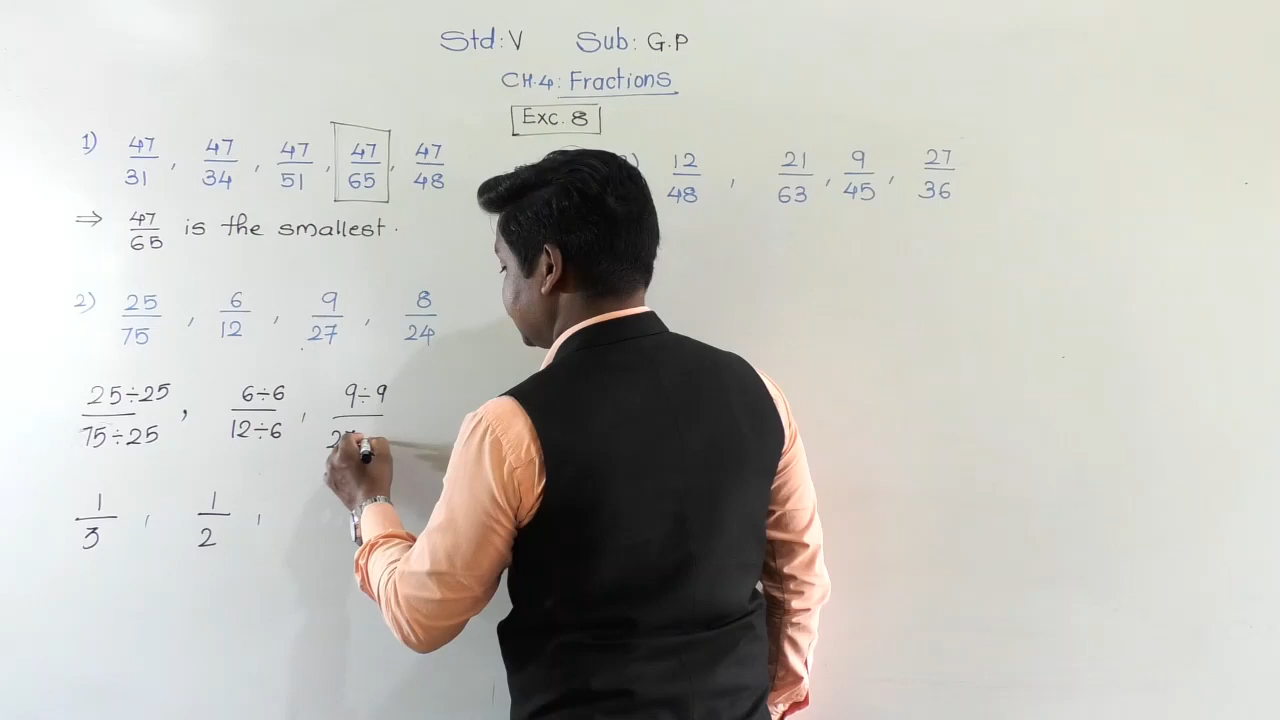 Std: V Sub: G.P
CH.4: Fractions
Exc. 8
1) 47/31, 47/34, 47/51, 47/65, 47/48
⇒ 47/65 is the smallest.
2) 25/75, 6/12, 9/27, 8/24
25÷25/75÷25, 6÷6/12÷6, 9÷9/2
1/3, 1/2,
12/48, 21/63, 9/45, 27/36